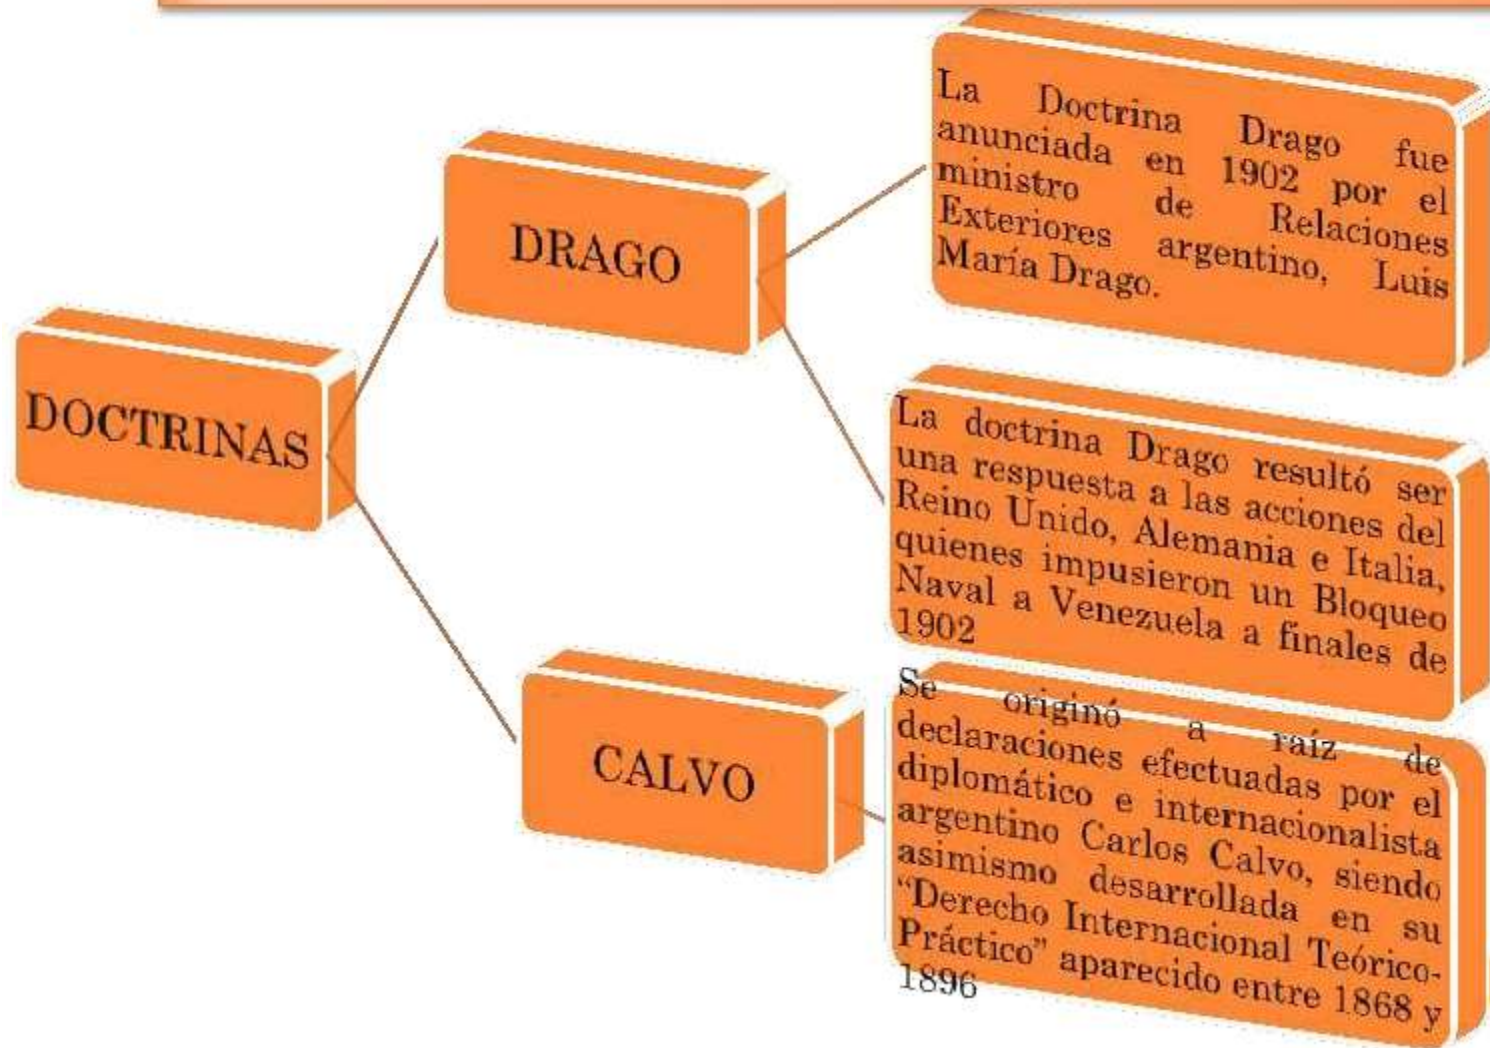 DOCTRINAS
DRAGO
La Doctrina Drago fue
anunciada en 1902 por el
ministro de Relaciones
Exteriores argentino, Luis
María Drago.
La doctrina Drago resultó ser
una respuesta a las acciones del
Reino Unido, Alemania e Italia,
quienes impusieron un Bloqueo
Naval a Venezuela a finales de
1902
CALVO
Se originó a raíz de
declaraciones efectuadas por el
diplomático e internacionalista
argentino Carlos Calvo, siendo
asimismo desarrollada en su
“Derecho Internacional Teórico-
Práctico” aparecido entre 1868 y
1896